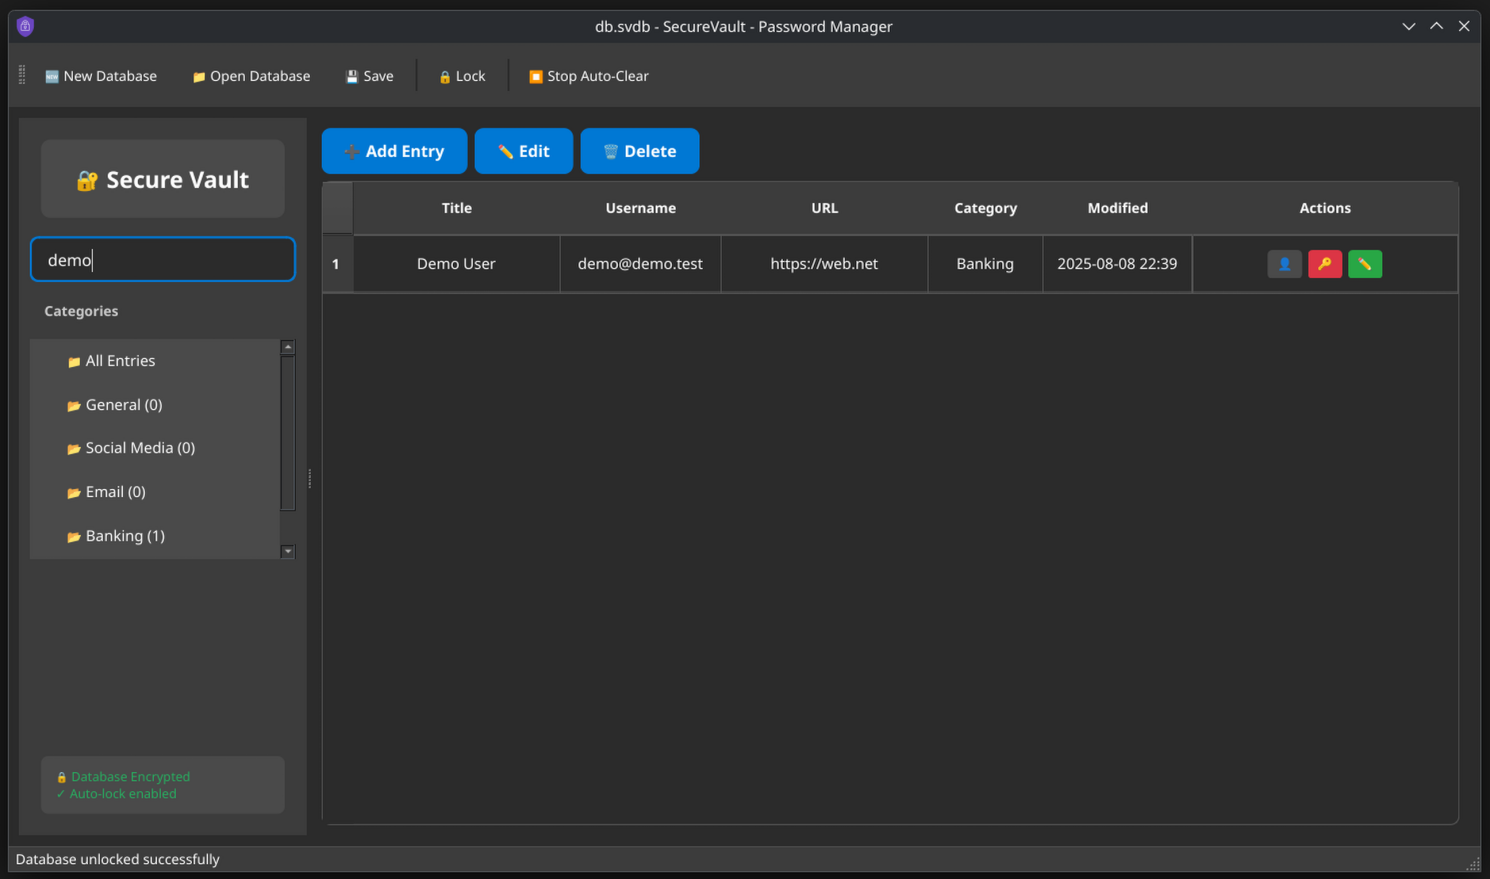 db.svdb - SecureVault - Password Manager
New Database Open Database Save Lock Stop Auto-Clear
Secure Vault
demo
Categories
All Entries
General (0)
Social Media (0)
Email (0)
Banking (1)
Database Encrypted
✓ Auto-lock enabled
Add Entry Edit Delete
Title Username URL Category Modified Actions
1 Demo User demo@demo.test https://web.net Banking 2025-08-08 22:39
Database unlocked successfully